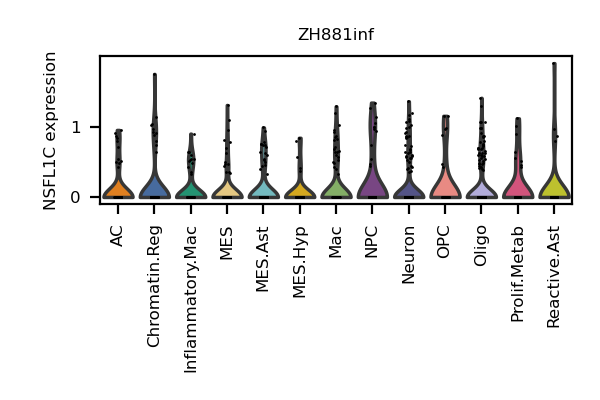 ZH881inf
NSFL1C expression
1
0
AC
Chromatin.Reg
Inflammatory.Mac
MES
MES.Ast
MES.Hyp
Mac
NPC
Neuron
OPC
Oligo
Prolif.Metab
Reactive.Ast